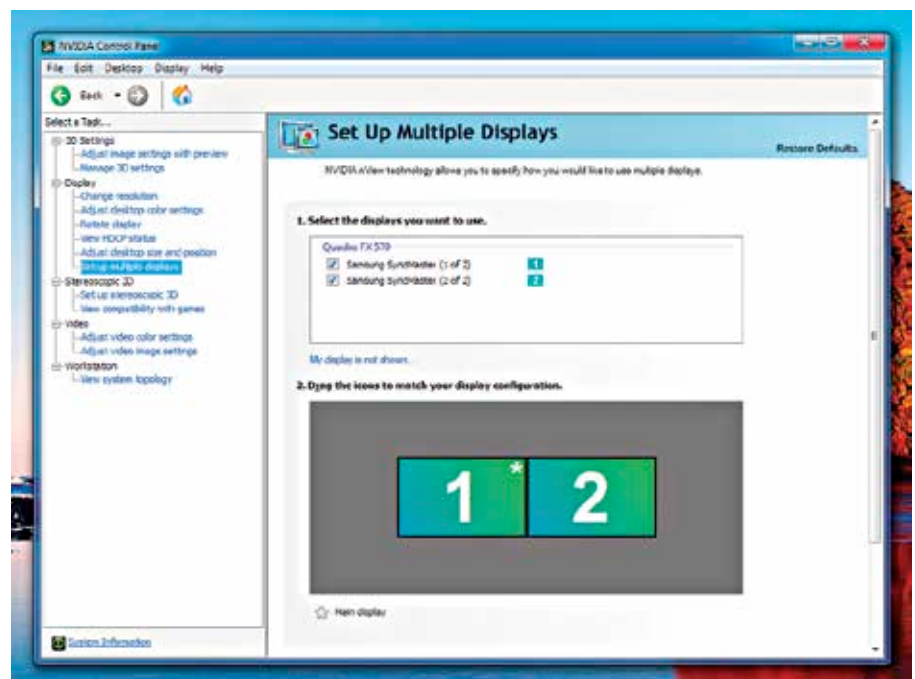 NVIDIA Control Panel
File Edit Desktop Display Help
Back
Select a Task...
3D Settings
Adjust image settings with preview
Manage 3D settings
Display
Change resolution
Adjust desktop color settings
Rotate display
View HDCP status
Adjust desktop size and position
Set up multiple displays
Stereoscopic 3D
Set up stereoscopic 3D
View compatibility with games
Video
Adjust video color settings
Adjust video image settings
Workstation
View system topology
System Information
Set Up Multiple Displays
Restore Defaults
NVIDIA nView technology allows you to specify how you would like to use multiple displays.
1. Select the displays you want to use.
Quadro FX 570
Samsung SyncMaster (1 of 2) 1
Samsung SyncMaster (2 of 2) 2
My display is not shown...
2. Drag the icons to match your display configuration.
1* 2
Main display